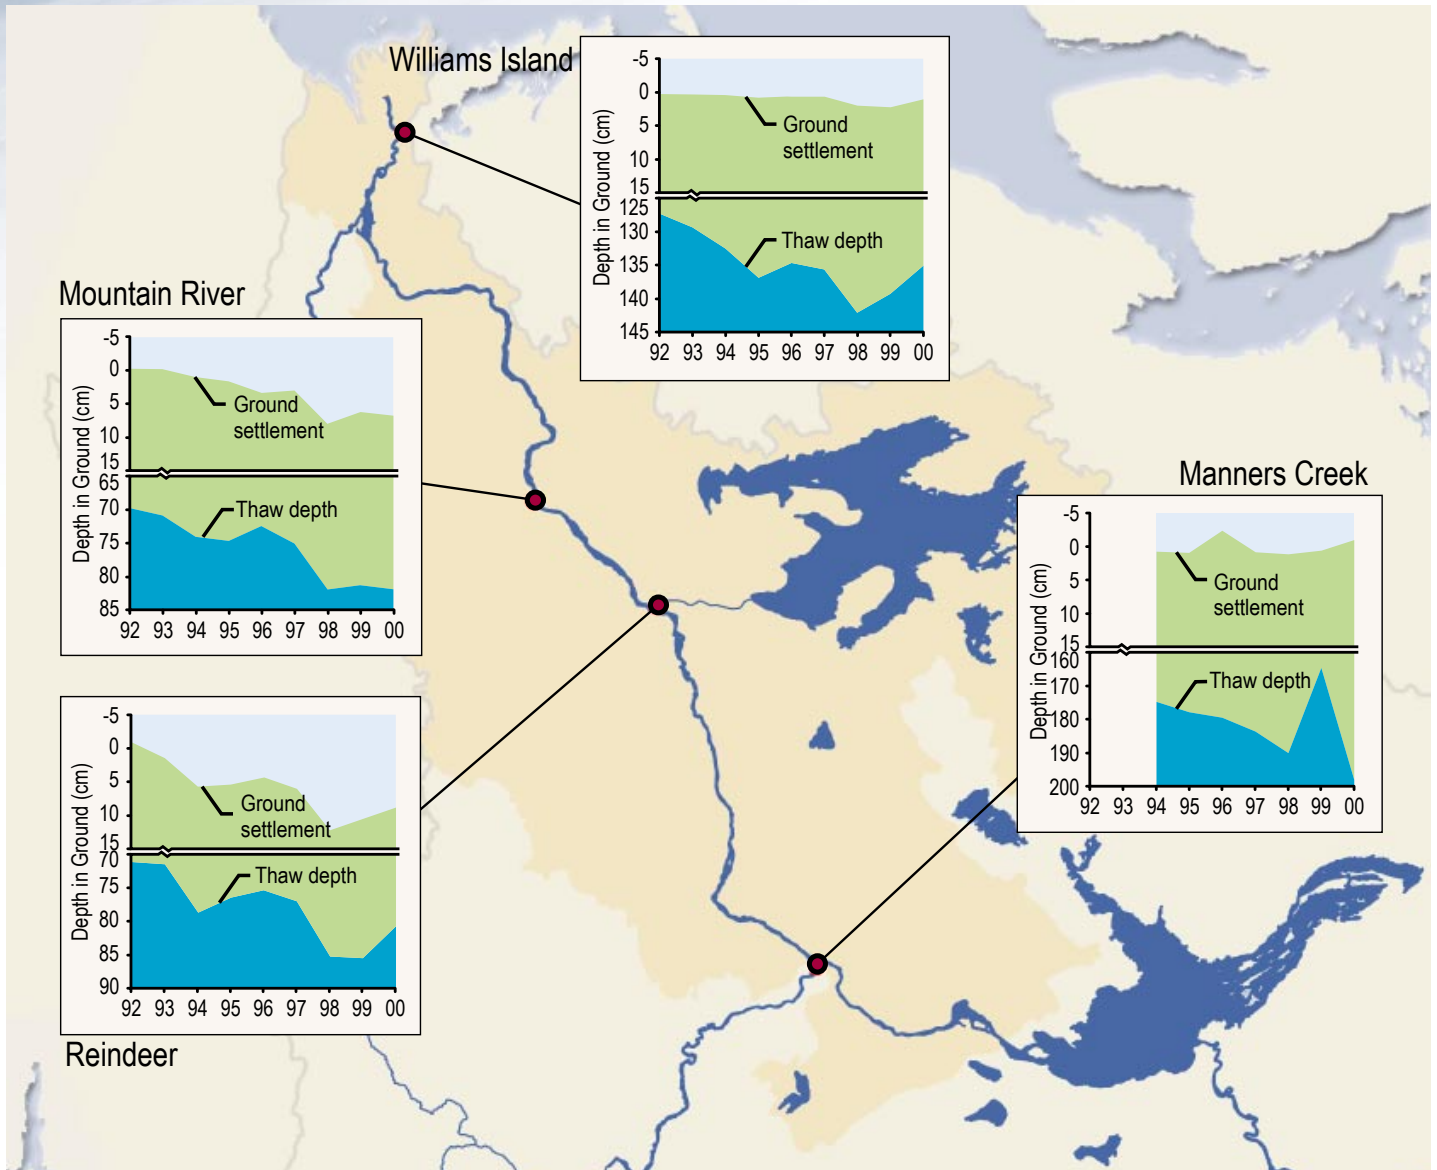 Williams Island
-5
0
5
10
15
125
130
135
140
145
Depth in Ground (cm)
Ground
settlement
Thaw depth
92 93 94 95 96 97 98 99 00
Mountain River
-5
0
5
10
15
65
70
75
80
85
Depth in Ground (cm)
Ground
settlement
Thaw depth
92 93 94 95 96 97 98 99 00
Manners Creek
-5
0
5
10
15
160
170
180
190
200
Depth in Ground (cm)
Ground
settlement
Thaw depth
92 93 94 95 96 97 98 99 00
-5
0
5
10
15
70
75
80
85
90
Depth in Ground (cm)
Ground
settlement
Thaw depth
92 93 94 95 96 97 98 99 00
Reindeer